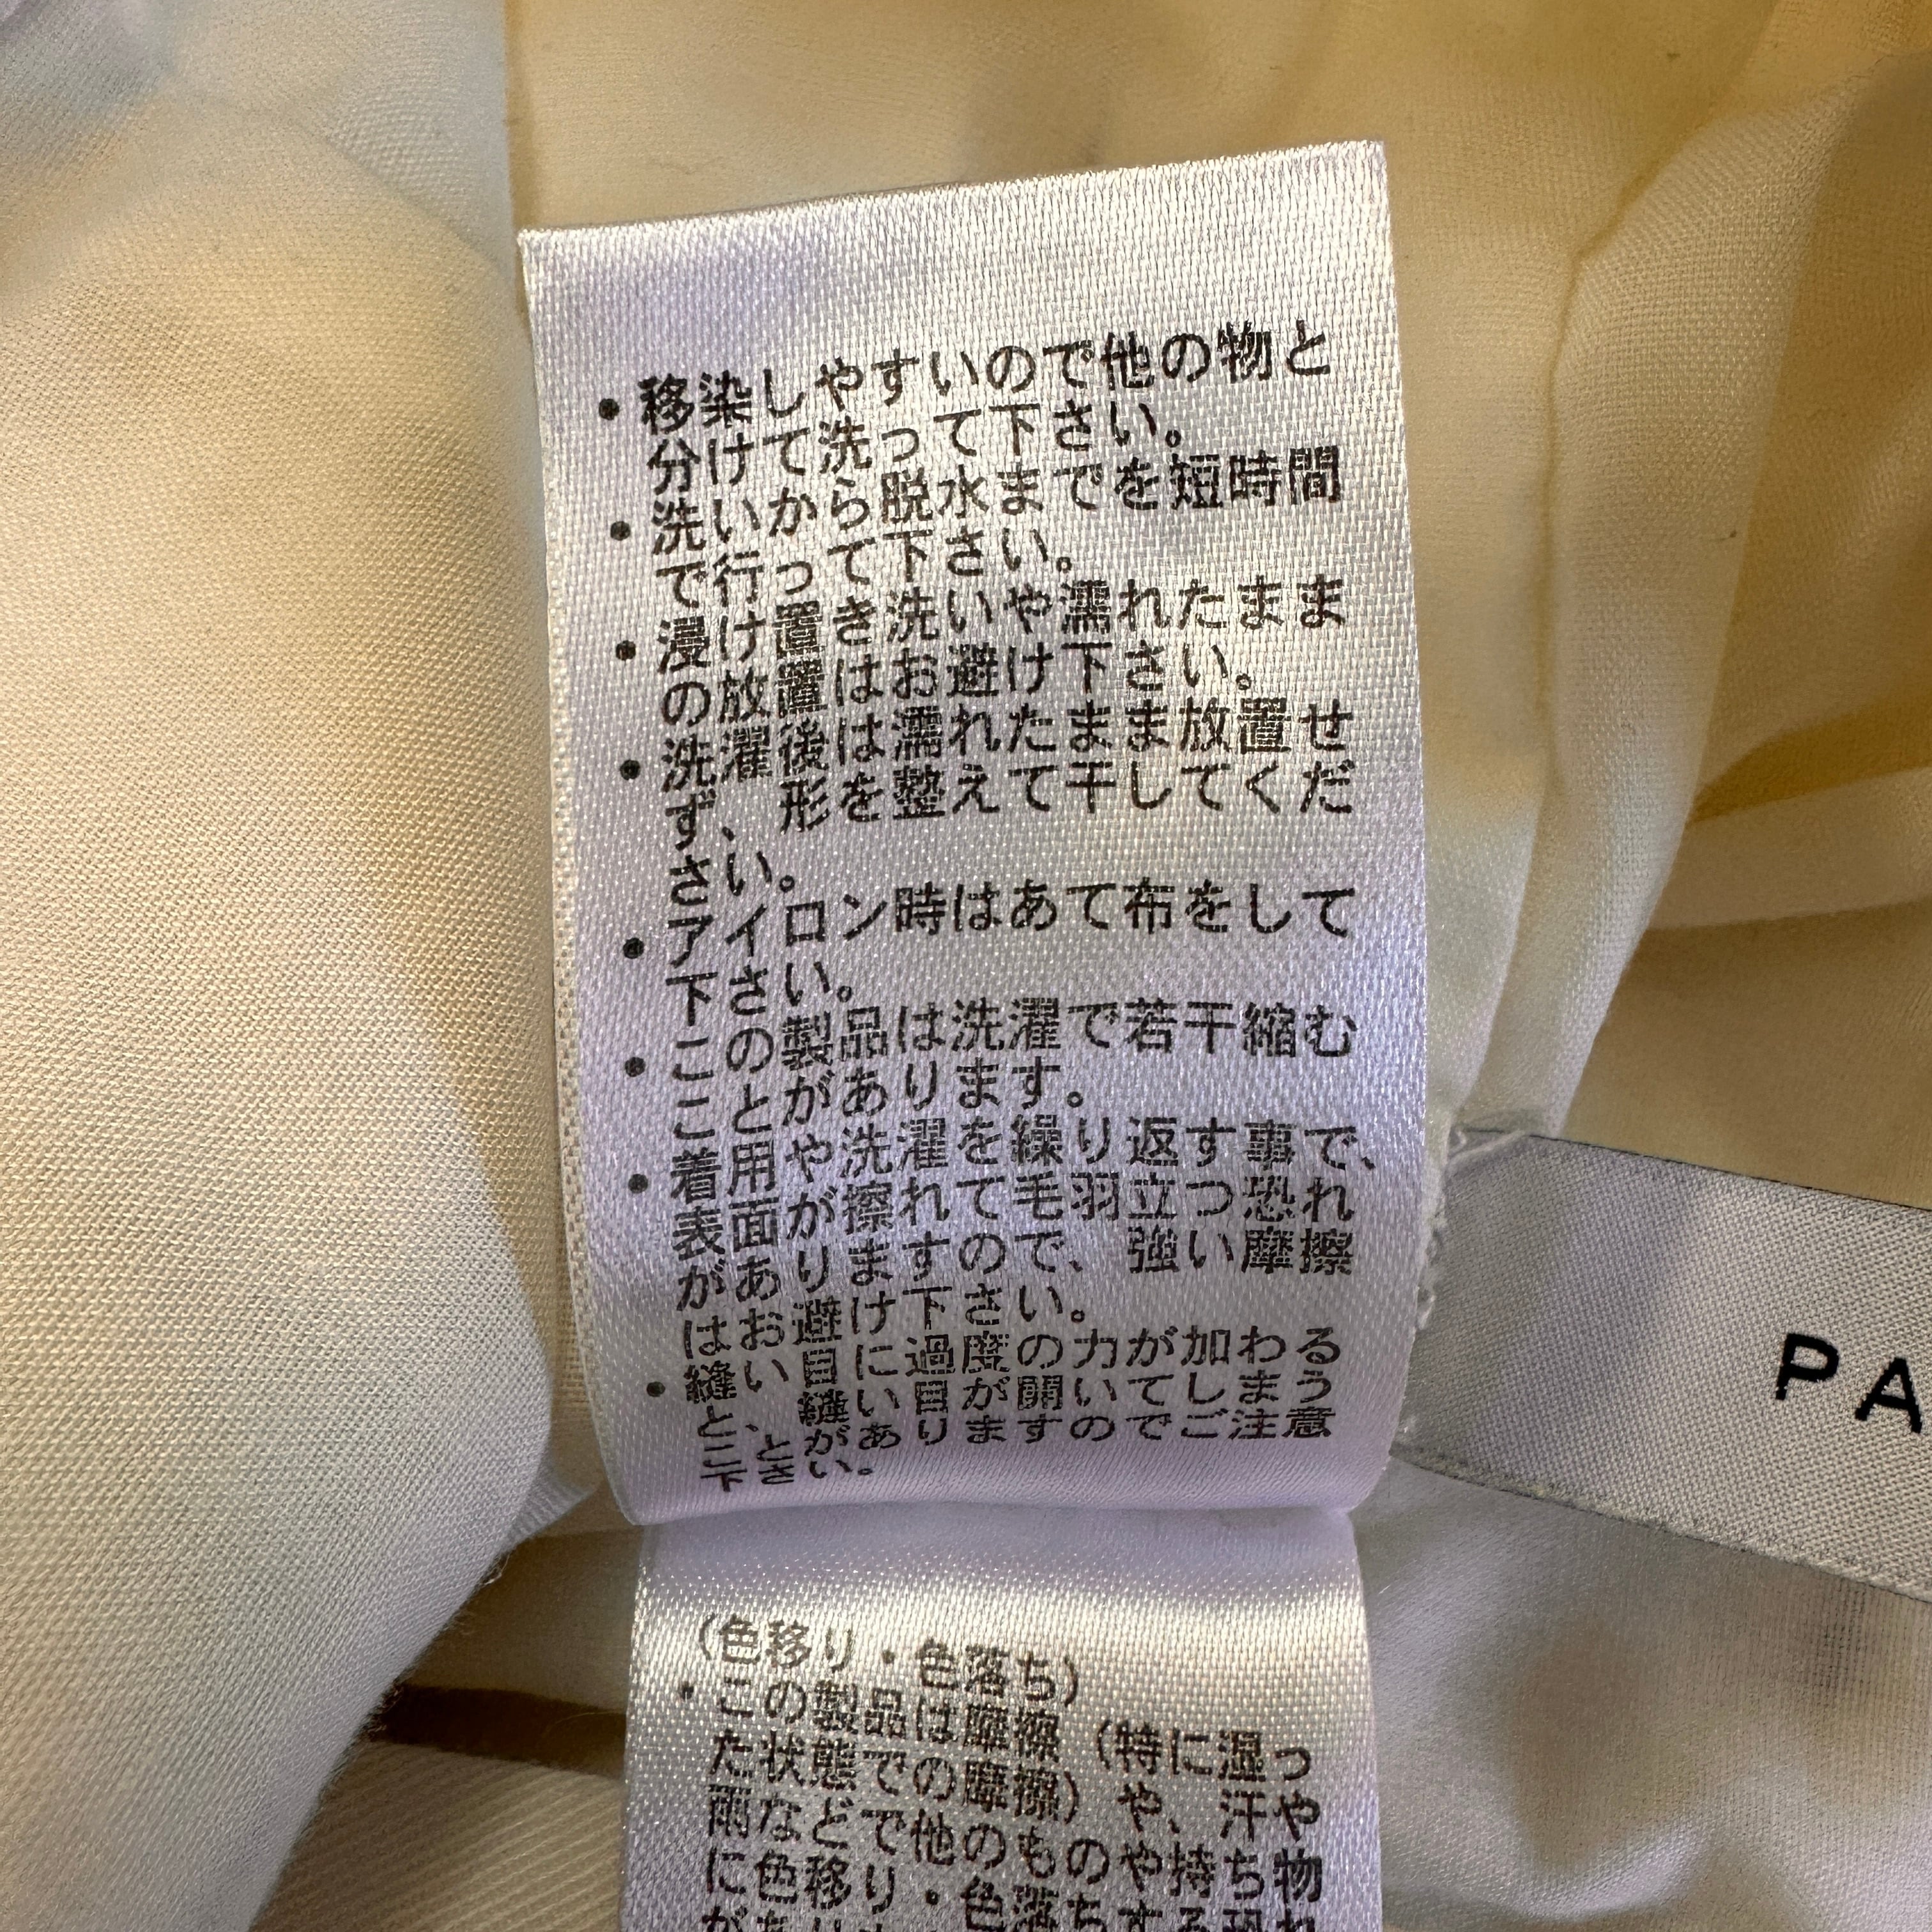 ・移染しやすいので他の物と
分けて洗って下さい。
・洗いから脱水までを短時間
で行って下さい。
・浸け置き洗いや濡れたまま
の放置はお避け下さい。
・洗濯後は濡れたまま放置せ
ず、形を整えて干してくだ
さい。
・アイロン時はあて布をして
下さい。
・この製品は洗濯で若干縮む
ことがあります。
・着用や洗濯を繰り返す事で、
表面が擦れて毛羽立つ恐れ
がありますので、強い摩擦
はお避け下さい。
・縫い目に過度の力が加わる
と、縫い目が開いてしまう
ことがありますのでご注意
下さい。
(色移り・色落ち)
・この製品は摩擦(特に湿っ
た状態での摩擦)や、汗や
雨などで他のものや持ち物
に色移り・色落ちする恐れ
PA